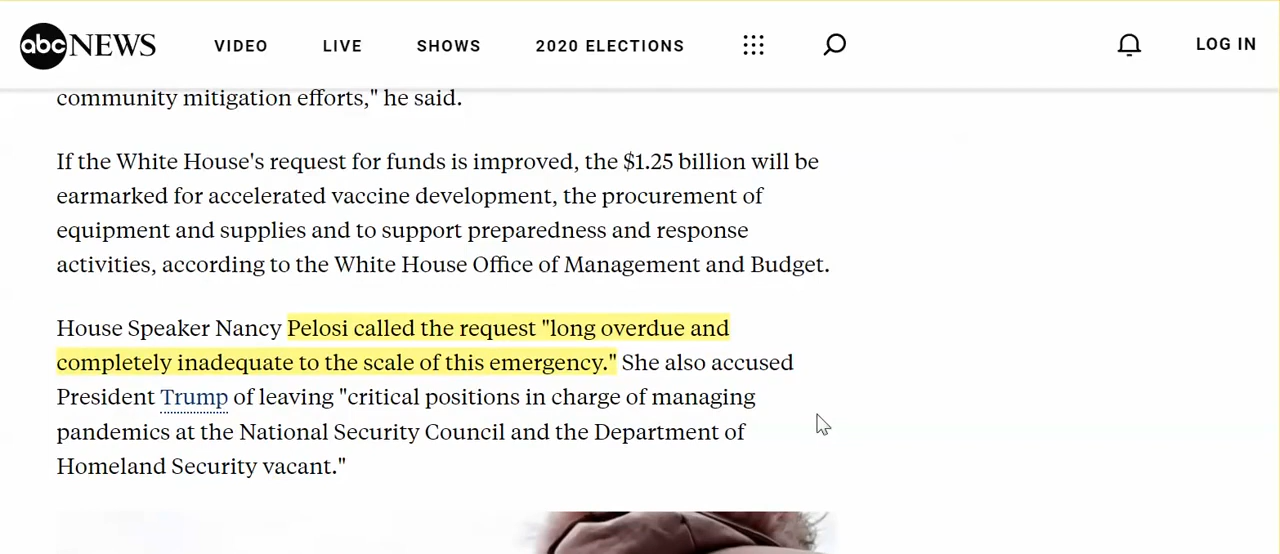 abc NEWS VIDEO LIVE SHOWS 2020 ELECTIONS LOG IN
community mitigation efforts," he said.
If the White House's request for funds is improved, the $1.25 billion will be
earmarked for accelerated vaccine development, the procurement of
equipment and supplies and to support preparedness and response
activities, according to the White House Office of Management and Budget.
House Speaker Nancy Pelosi called the request "long overdue and
completely inadequate to the scale of this emergency." She also accused
President Trump of leaving "critical positions in charge of managing
pandemics at the National Security Council and the Department of
Homeland Security vacant."